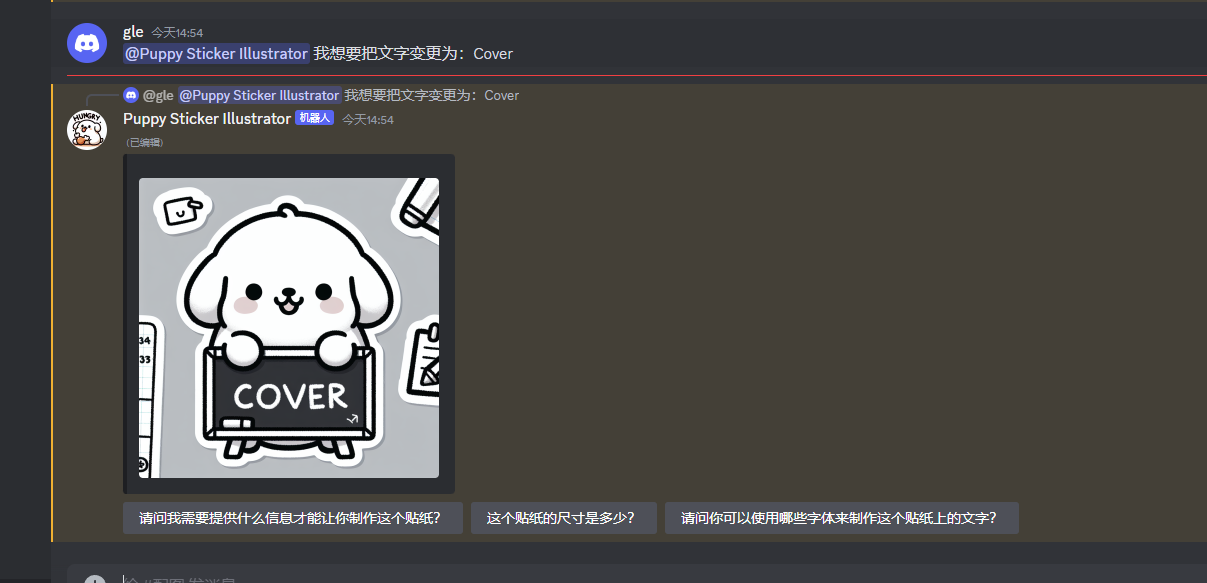 gle 今天14:54
@Puppy Sticker Illustrator 我想要把文字变更为：Cover
@gle @Puppy Sticker Illustrator 我想要把文字变更为：Cover
HUNGRY
Puppy Sticker Illustrator 机器人 今天14:54
(已编辑)
34
33
COVER
请问我需要提供什么信息才能让你制作这个贴纸？
这个贴纸的尺寸是多少？
请问你可以使用哪些字体来制作这个贴纸上的文字？